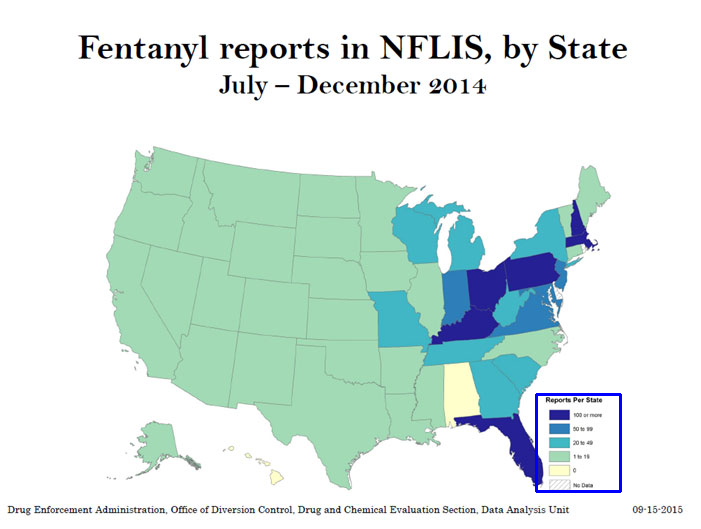 Fentanyl reports in NFLIS, by State
July – December 2014
Reports Per State
100 or more
50 to 99
20 to 49
1 to 19
0
No Data
Drug Enforcement Administration, Office of Diversion Control, Drug and Chemical Evaluation Section, Data Analysis Unit 09-15-2015